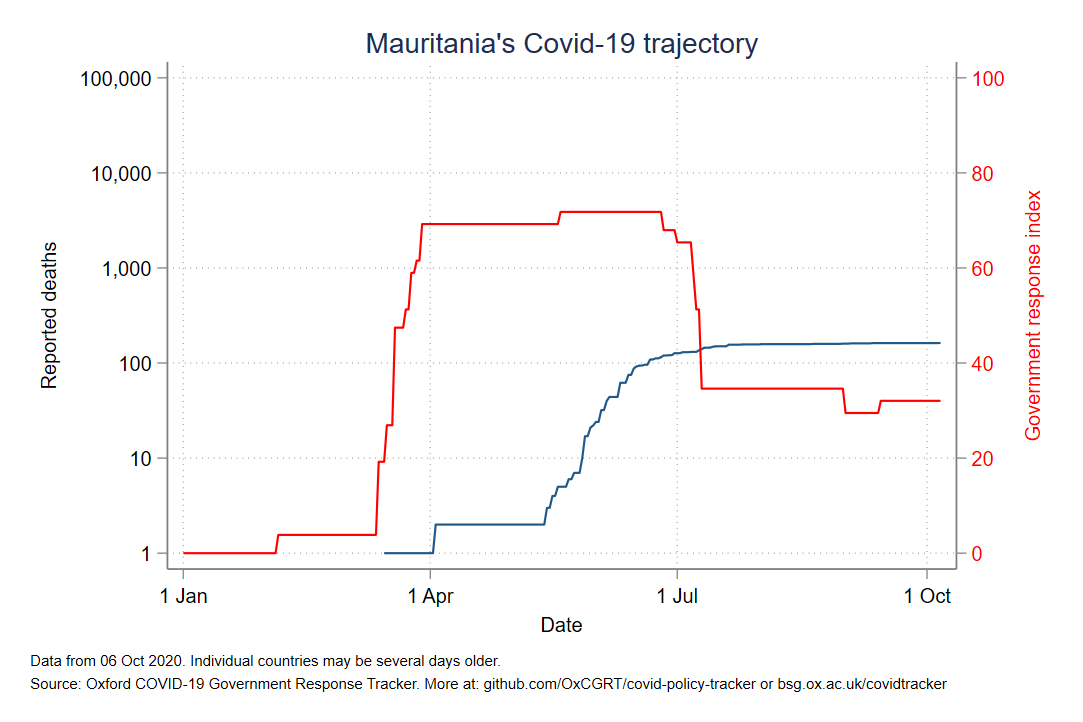 Mauritania's Covid-19 trajectory
100,000
10,000
1,000
100
10
1
Reported deaths
100
80
60
40
20
0
Government response index
1 Jan
1 Apr
1 Jul
1 Oct
Date
Data from 06 Oct 2020. Individual countries may be several days older.
Source: Oxford COVID-19 Government Response Tracker. More at: github.com/OxCGRT/covid-policy-tracker or bsg.ox.ac.uk/covidtracker